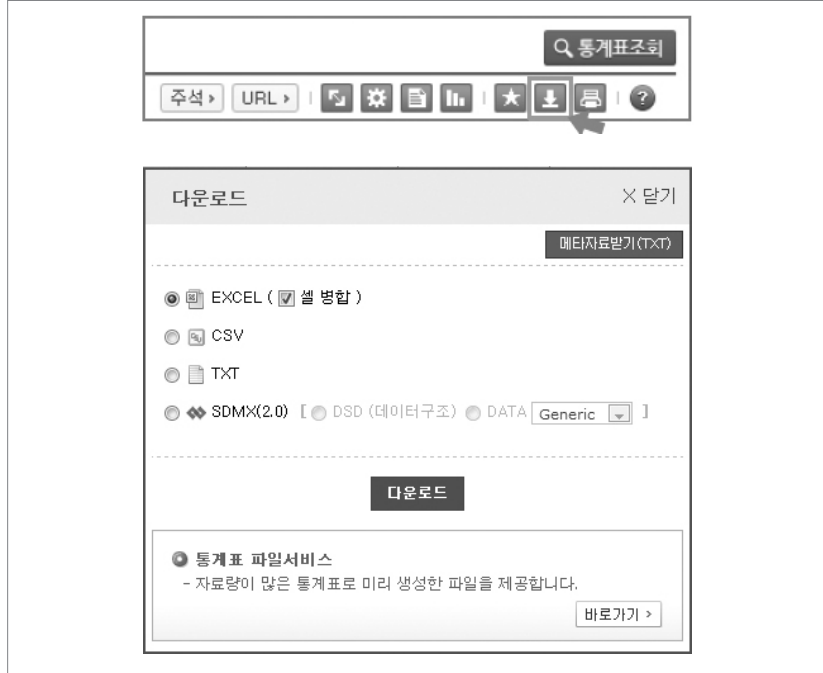 통계표조회
주석 URL ?
다운로드 X 닫기
메타자료받기(TXT)
EXCEL ( 셀 병합 )
CSV
TXT
SDMX(2.0) [ DSD (데이터구조) DATA Generic ]
다운로드
통계표 파일서비스
- 자료량이 많은 통계표로 미리 생성한 파일을 제공합니다.
바로가기 >